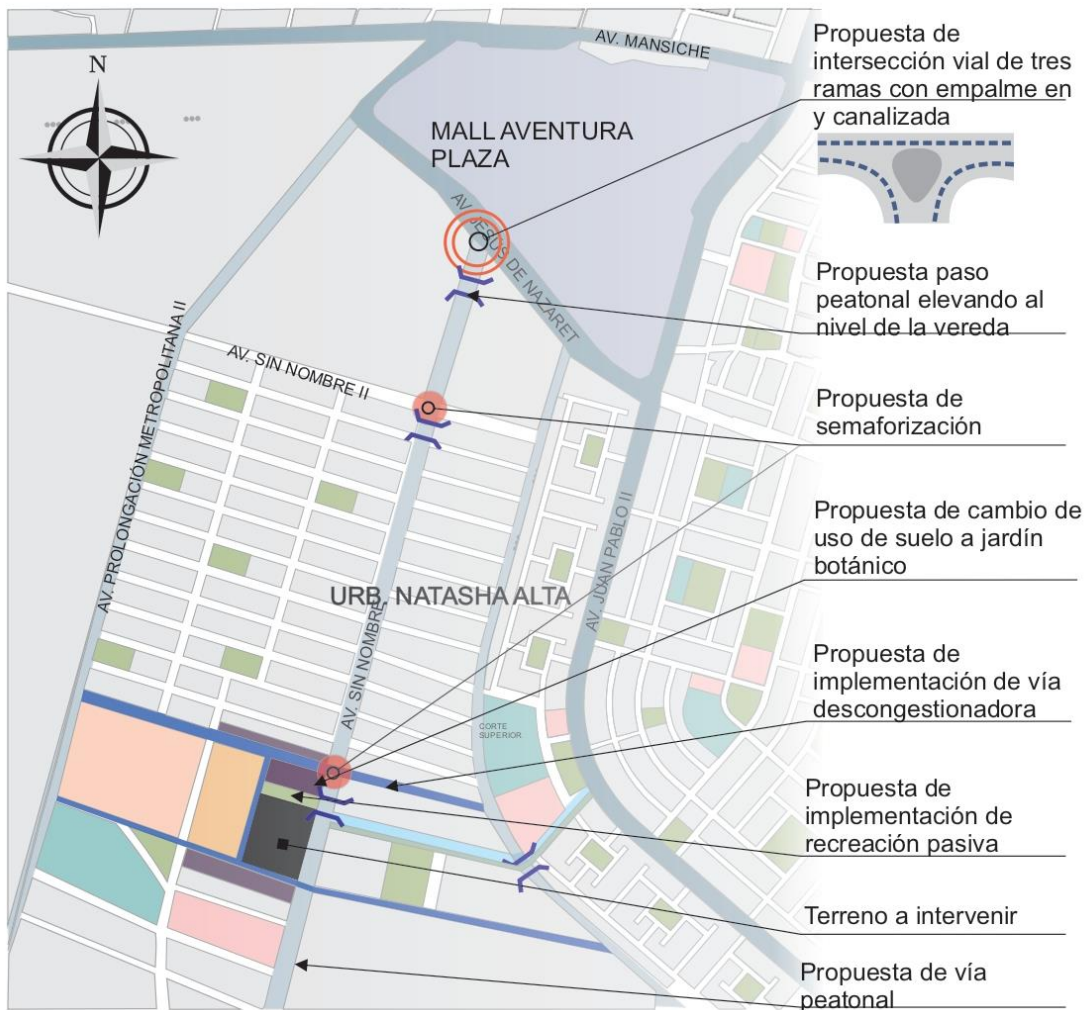 N
AV. MANSICHE
MALL AVENTURA
PLAZA
AV. JESUS DE NAZARET
AV. PROLONGACIÓN METROPOLITANA II
AV. SIN NOMBRE II
URB. NATASHA ALTA
AV. SIN NOMBRE
AV. JUAN PABLO II
CORTE
SUPERIOR
Propuesta de
intersección vial de tres
ramas con empalme en
y canalizada
Propuesta paso
peatonal elevando al
nivel de la vereda
Propuesta de
semaforización
Propuesta de cambio de
uso de suelo a jardín
botánico
Propuesta de
implementación de vía
descongestionadora
Propuesta de
implementación de
recreación pasiva
Terreno a intervenir
Propuesta de vía
peatonal